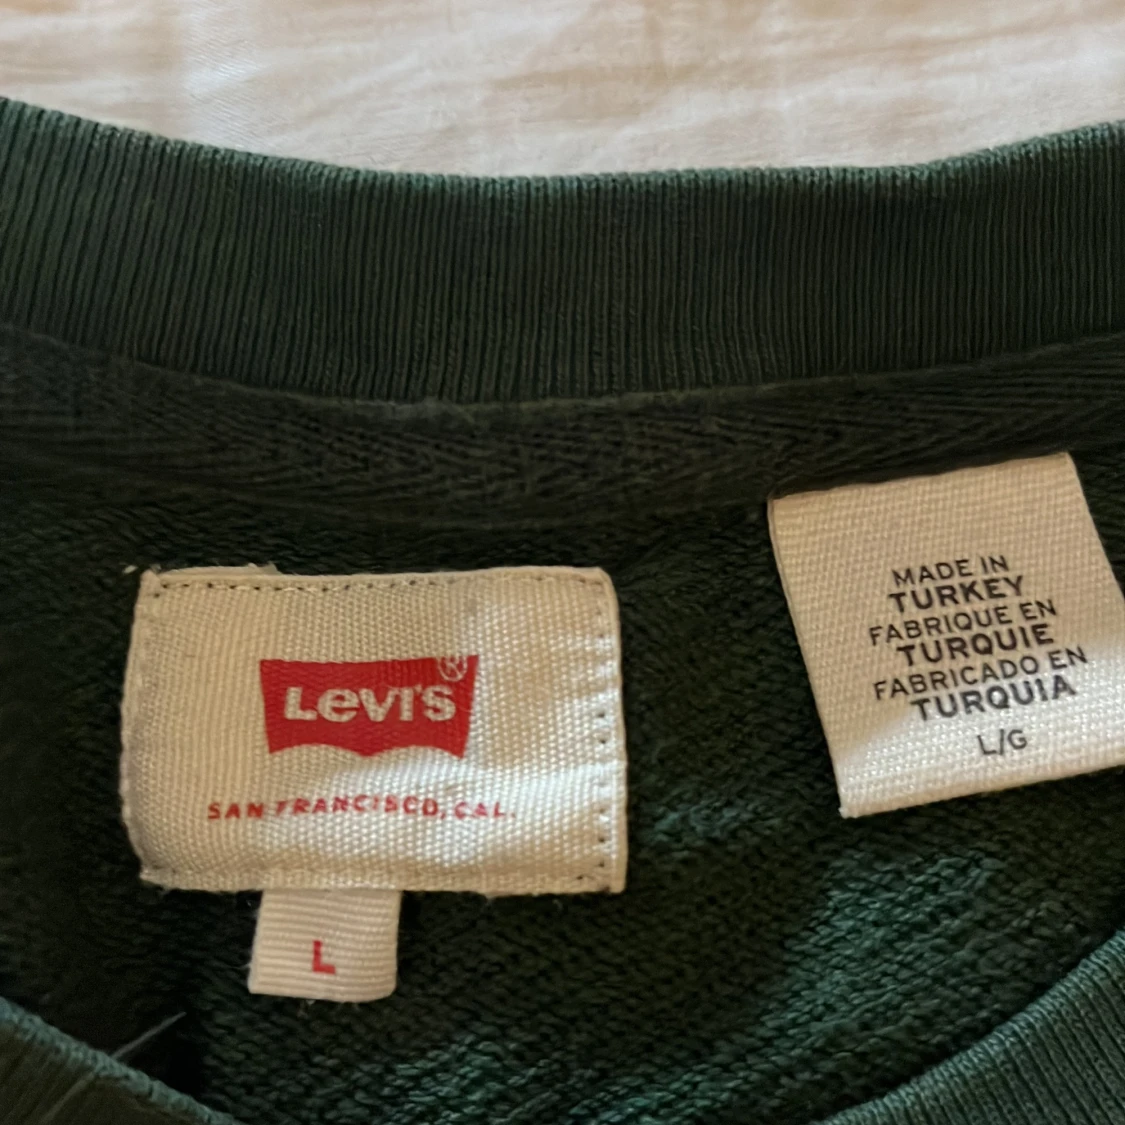 Levi's®
SAN FRANCISCO, CAL.
L
MADE IN
TURKEY
FABRIQUE EN
TURQUIE
FABRICADO EN
TURQUIA
L/G